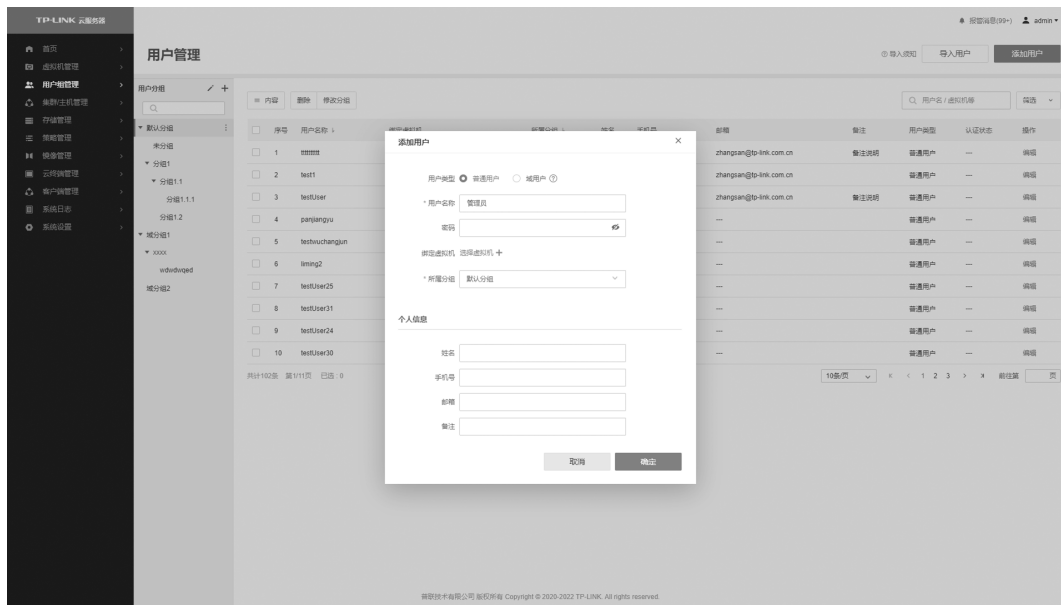 TP-LINK 云服务器
报警消息(99+) admin
首页
虚拟机管理
用户组管理
集群/主机管理
存储管理
策略管理
镜像管理
云终端管理
客户端管理
系统日志
系统设置
用户管理
导入须知 导入用户 添加用户
用户分组
默认分组
未分组
分组1
分组1.1
分组1.1.1
分组1.2
域分组1
xxxx
wdwdwqed
域分组2
内容 删除 修改分组
用户名 / 虚拟机等 筛选
序号 用户名称 绑定虚拟机 所属分组 姓名 手机号 邮箱 备注 用户类型 认证状态 操作
1 ttttttttt zhangsan@tp-link.com.cn 备注说明 普通用户 — 编辑
2 test1 zhangsan@tp-link.com.cn 普通用户 — 编辑
3 testUser zhangsan@tp-link.com.cn 备注说明 普通用户 — 编辑
4 panjiangyu — 普通用户 — 编辑
5 testwuchangjun — 普通用户 — 编辑
6 liming2 — 普通用户 — 编辑
7 testUser25 — 普通用户 — 编辑
8 testUser31 — 普通用户 — 编辑
9 testUser24 — 普通用户 — 编辑
10 testUser30 — 普通用户 — 编辑
共计102条 第1/11页 已选：0
10条/页 1 2 3 前往第 页
添加用户
用户类型 普通用户 域用户
*用户名称 管理员
密码
绑定虚拟机 选择虚拟机 +
*所属分组 默认分组
个人信息
姓名
手机号
邮箱
备注
取消 确定
普联技术有限公司 版权所有 Copyright © 2020-2022 TP-LINK. All rights reserved.